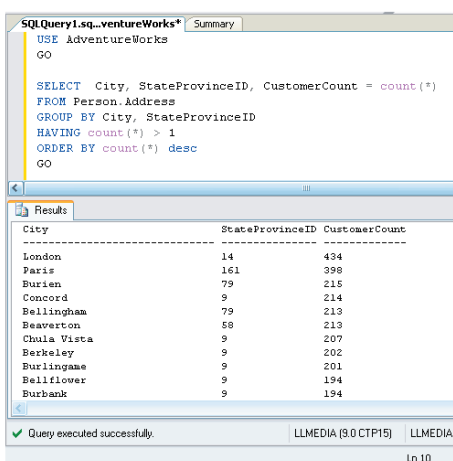 SQLQuery1.sq...ventureWorks* Summary
USE AdventureWorks
GO
SELECT City, StateProvinceID, CustomerCount = count(*)
FROM Person.Address
GROUP BY City, StateProvinceID
HAVING count(*) > 1
ORDER BY count(*) desc
GO
Results
City StateProvinceID CustomerCount
------------------------------ --------------- -------------
London 14 434
Paris 161 398
Burien 79 215
Concord 9 214
Bellingham 79 213
Beaverton 58 213
Chula Vista 9 207
Berkeley 9 202
Burlingame 9 201
Bellflower 9 194
Burbank 9 194
Query executed successfully. LLMEDIA (9.0 CTP15) LLMEDIA
Ln 10